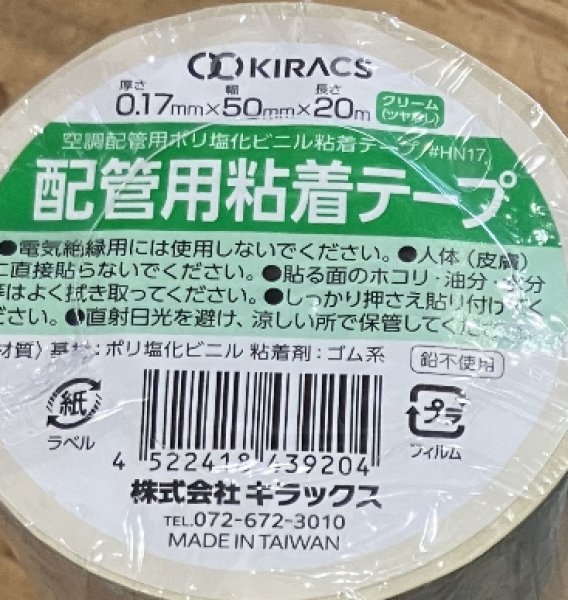 KIRACS
厚さ 幅 長さ
0.17mm×50mm×20m クリーム(ツヤなし)
空調配管用ポリ塩化ビニル粘着テープ #HN17
配管用粘着テープ
●電気絶縁用には使用しないでください。●人体(皮膚)
に直接貼らないでください。●貼る面のホコリ・油分・水分
等はよく拭き取ってください。●しっかり押さえ貼り付けてく
ださい。●直射日光を避け、涼しい所で保管してください。
材質〉基材:ポリ塩化ビニル 粘着剤:ゴム系 鉛不使用
紙 プラ
ラベル フィルム
4 522418 439204
株式会社 キラックス
TEL.072-672-3010
MADE IN TAIWAN